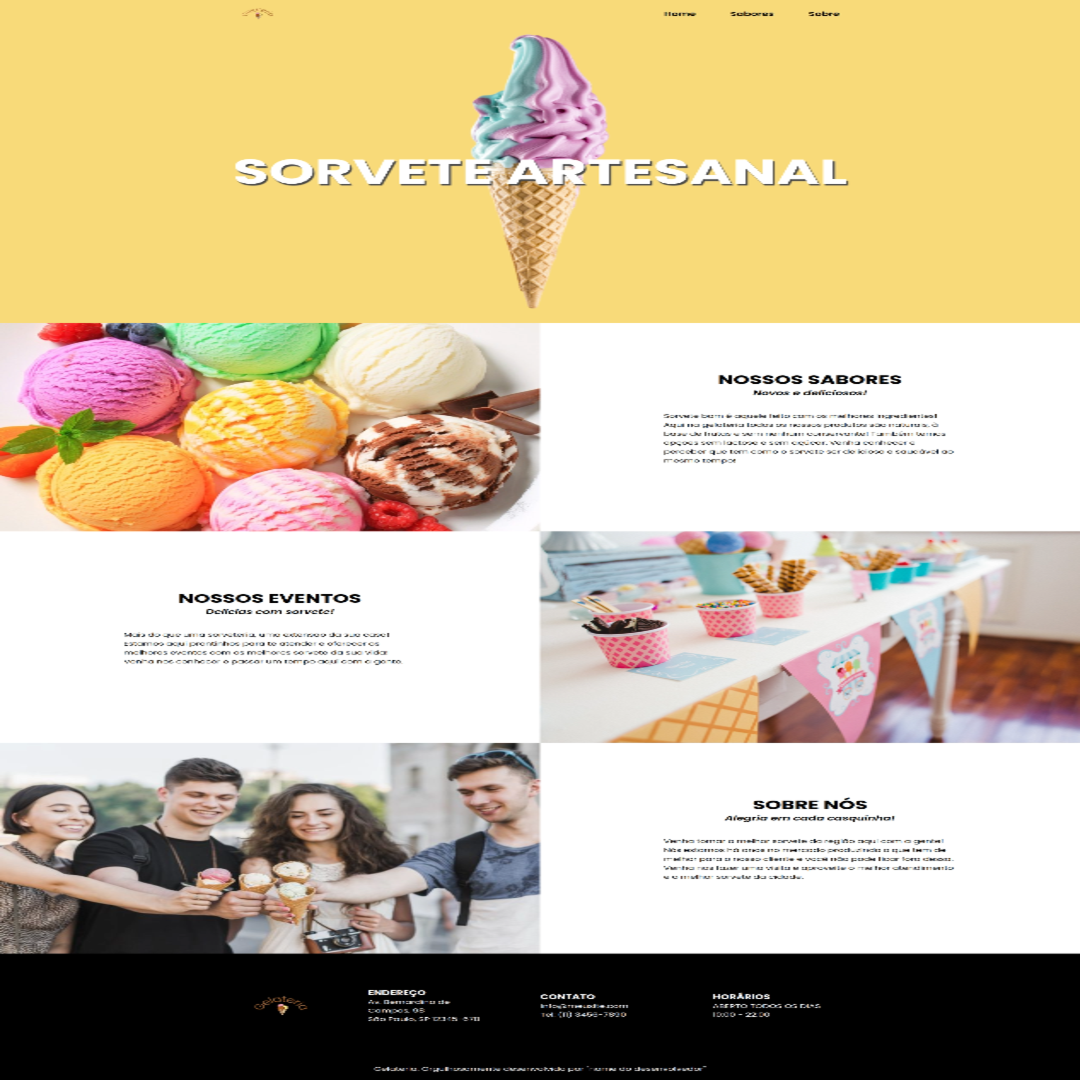 Gelateria
Home Sabores Sobre
SORVETE ARTESANAL
NOSSOS SABORES
Novos e deliciosos!
Sorvete bom é aquele feito com os melhores ingredientes!
Aqui na gelateria todos os nossos produtos são naturais, à
base de frutas e sem nenhum conservante! Também temos
opções sem lactose e sem açúcar. Venha conhecer e
perceber que tem como o sorvete ser delicioso e saudável ao
mesmo tempo!
NOSSOS EVENTOS
Delícias com sorvete!
Mais do que uma sorveteria, uma extensão da sua casa!
Estamos aqui prontinhos para te atender e oferecer os
melhores eventos com os melhores sorvete da sua vida!
venha nos conhecer e passar um tempo aqui com a gente.
SOBRE NÓS
Alegria em cada casquinha!
Venha tomar o melhor sorvete da região aqui com a gente!
Nós estamos há anos no mercado produzindo o que tem de
melhor para o nosso cliente e você não pode ficar fora dessa.
Venha nos fazer uma visita e aproveite o melhor atendimento
e o melhor sorvete da cidade.
Gelateria
ENDEREÇO
Av. Bernardino de
Campos, 98
São Paulo, SP 12345-678
CONTATO
info@meusite.com
Tel: (11) 3456-7890
HORÁRIOS
ABERTO TODOS OS DIAS
10:00 - 22:00
Gelateria. Orgulhosamente desenvolvido por "nome do desenvolvedor"